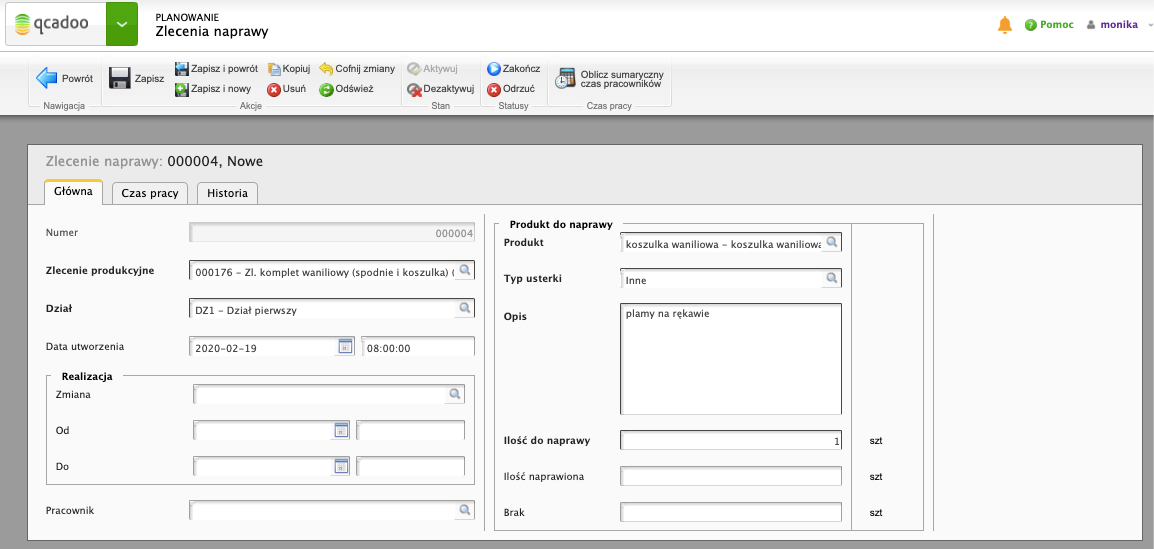 qcadoo
PLANOWANIE
Zlecenia naprawy
Pomoc
monika
Powrót
Nawigacja
Zapisz
Zapisz i powrót
Kopiuj
Cofnij zmiany
Zapisz i nowy
Usuń
Odśwież
Akcje
Aktywuj
Dezaktywuj
Stan
Zakończ
Odrzuć
Statusy
Oblicz sumaryczny
czas pracowników
Czas pracy
Zlecenie naprawy: 000004, Nowe
Główna
Czas pracy
Historia
Numer
000004
Zlecenie produkcyjne
000176 - Zl. komplet waniliowy (spodnie i koszulka) (
Dział
DZ1 - Dział pierwszy
Data utworzenia
2020-02-19
08:00:00
Realizacja
Zmiana
Od
Do
Pracownik
Produkt do naprawy
Produkt
koszulka waniliowa - koszulka waniliowa
Typ usterki
Inne
Opis
plamy na rękawie
Ilość do naprawy
1
szt
Ilość naprawiona
szt
Brak
szt